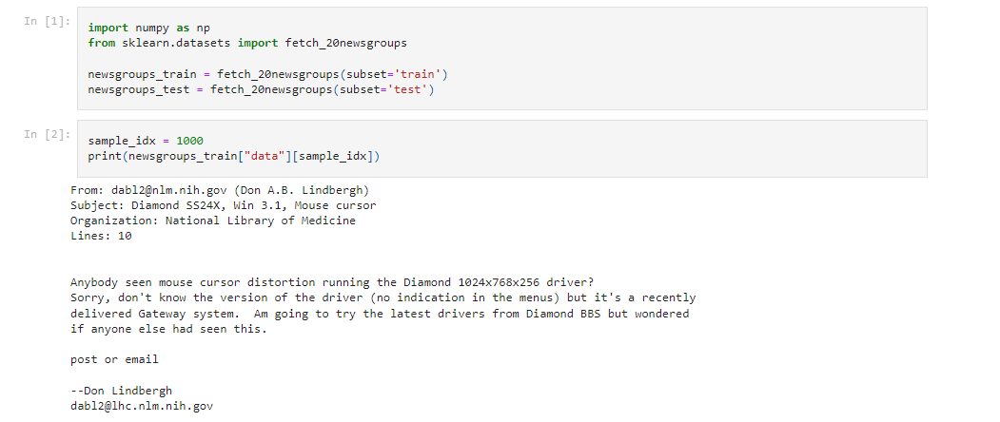 In [1]:
import numpy as np
from sklearn.datasets import fetch_20newsgroups
newsgroups_train = fetch_20newsgroups(subset='train')
newsgroups_test = fetch_20newsgroups(subset='test')
In [2]:
sample_idx = 1000
print(newsgroups_train["data"][sample_idx])
From: dabl2@nlm.nih.gov (Don A.B. Lindbergh)
Subject: Diamond SS24X, Win 3.1, Mouse cursor
Organization: National Library of Medicine
Lines: 10
Anybody seen mouse cursor distortion running the Diamond 1024x768x256 driver?
Sorry, don't know the version of the driver (no indication in the menus) but it's a recently
delivered Gateway system.  Am going to try the latest drivers from Diamond BBS but wondered
if anyone else had seen this.
post or email
--Don Lindbergh
dabl2@lhc.nlm.nih.gov